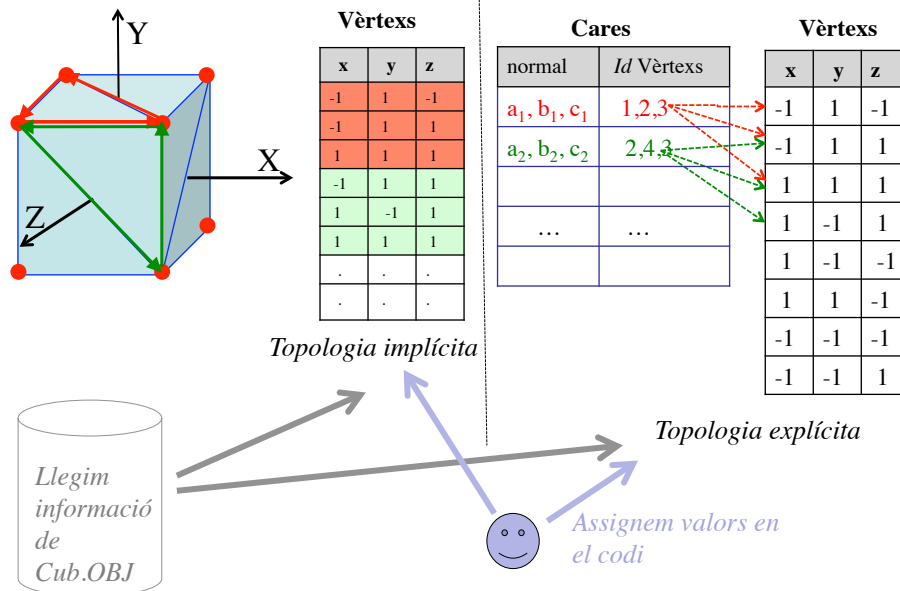 Y
X
Z
Vèrtexs
x y z
-1 1 -1
-1 1 1
1 1 1
-1 1 1
1 -1 1
1 1 1
. . .
. . .
Topologia implícita
Cares
normal Id Vèrtexs
a1, b1, c1 1,2,3
a2, b2, c2 2,4,3
... ...
Vèrtexs
x y z
-1 1 -1
-1 1 1
1 1 1
1 -1 1
1 -1 -1
1 1 -1
-1 -1 -1
-1 -1 1
Topologia explícita
Llegim
informació
de
Cub.OBJ
Assignem valors en
el codi